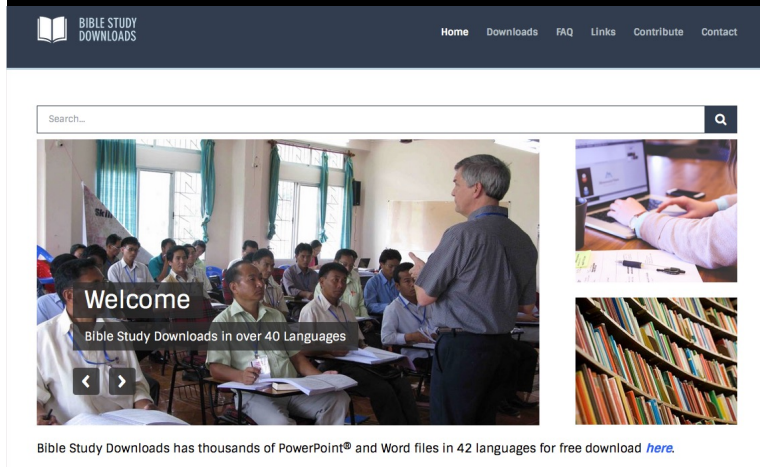 BIBLE STUDY
DOWNLOADS
Home Downloads FAQ Links Contribute Contact
Search...
Welcome
Bible Study Downloads in over 40 Languages
Bible Study Downloads has thousands of PowerPoint® and Word files in 42 languages for free download here.